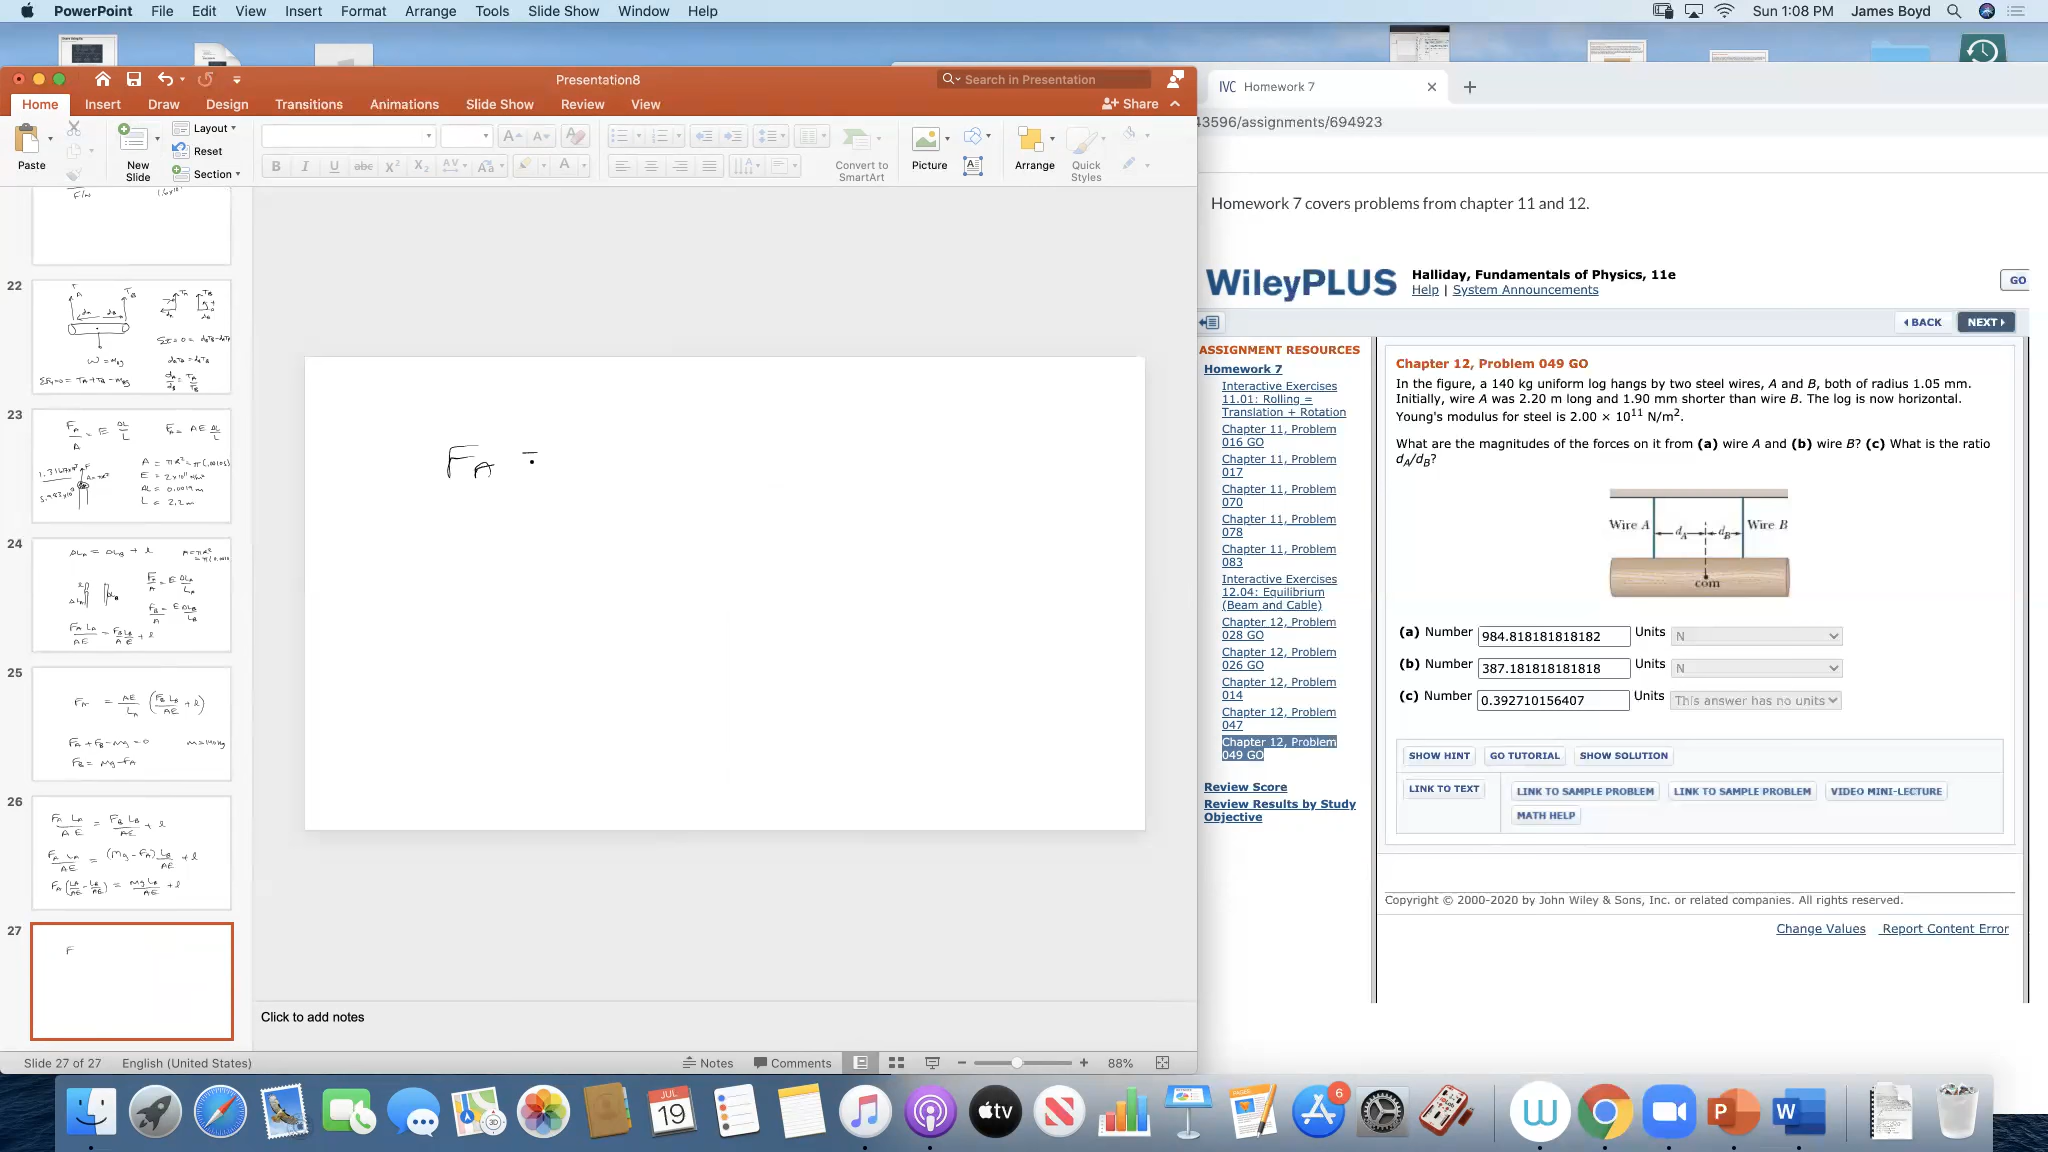 PowerPoint File Edit View Insert Format Arrange Tools Slide Show Window Help
Sun 1:08 PM James Boyd
Presentation8
Search in Presentation
Home Insert Draw Design Transitions Animations Slide Show Review View
Share
Paste
New Slide
Layout
Reset
Section
Convert to SmartArt
Picture
Arrange
Quick Styles
IVC Homework 7
43596/assignments/694923
22
23
24
25
26
27
F_A =
Click to add notes
Slide 27 of 27 English (United States)
Notes Comments
88%
Homework 7 covers problems from chapter 11 and 12.
WileyPLUS
Halliday, Fundamentals of Physics, 11e
Help | System Announcements
GO
BACK NEXT
ASSIGNMENT RESOURCES
Homework 7
Interactive Exercises
11.01: Rolling =
Translation + Rotation
Chapter 11, Problem
016 GO
Chapter 11, Problem
017
Chapter 11, Problem
070
Chapter 11, Problem
078
Chapter 11, Problem
083
Interactive Exercises
12.04: Equilibrium
(Beam and Cable)
Chapter 12, Problem
028 GO
Chapter 12, Problem
026 GO
Chapter 12, Problem
014
Chapter 12, Problem
047
Chapter 12, Problem
049 GO
Review Score
Review Results by Study
Objective
Chapter 12, Problem 049 GO
In the figure, a 140 kg uniform log hangs by two steel wires, A and B, both of radius 1.05 mm.
Initially, wire A was 2.20 m long and 1.90 mm shorter than wire B. The log is now horizontal.
Young's modulus for steel is 2.00 × 10¹¹ N/m².
What are the magnitudes of the forces on it from (a) wire A and (b) wire B? (c) What is the ratio
d_A/d_B?
Wire A d_A d_B Wire B
com
(a) Number 984.818181818182 Units N
(b) Number 387.181818181818 Units N
(c) Number 0.392710156407 Units This answer has no units
SHOW HINT GO TUTORIAL SHOW SOLUTION
LINK TO TEXT LINK TO SAMPLE PROBLEM LINK TO SAMPLE PROBLEM VIDEO MINI-LECTURE
MATH HELP
Copyright © 2000-2020 by John Wiley & Sons, Inc. or related companies. All rights reserved.
Change Values Report Content Error
JUL
19
tv
6